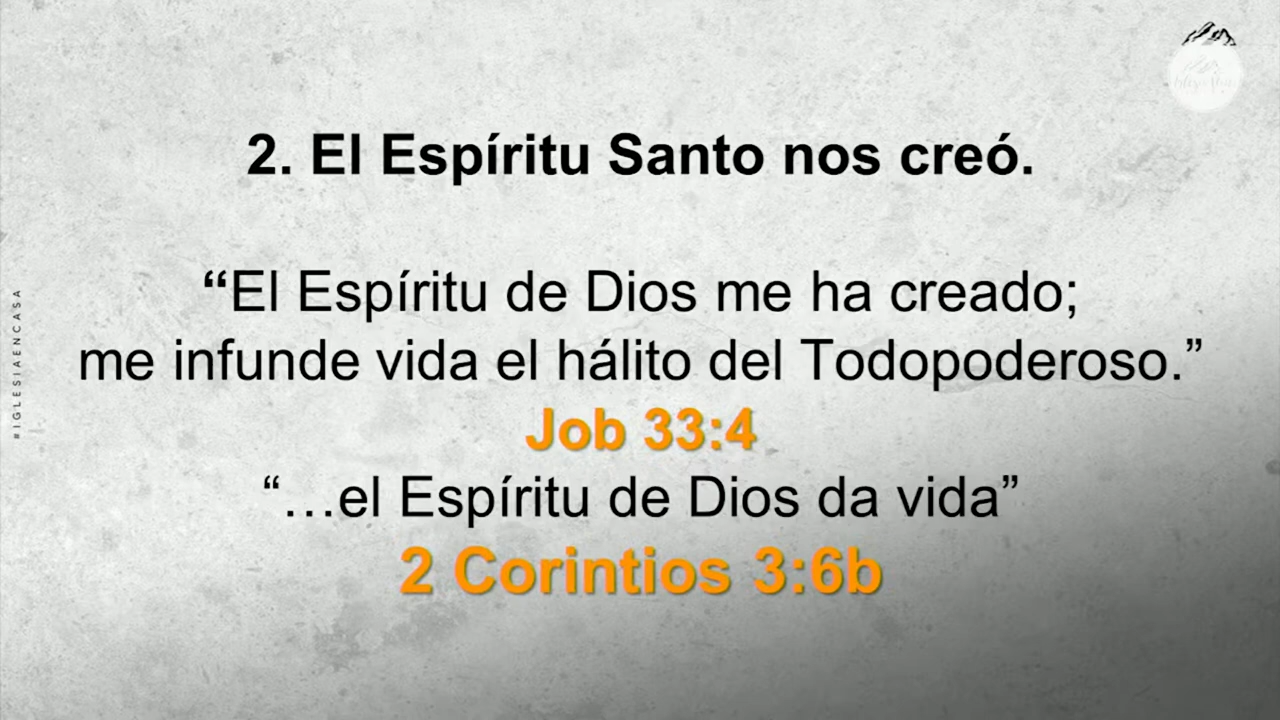 2. El Espíritu Santo nos creó.
“El Espíritu de Dios me ha creado;
me infunde vida el hálito del Todopoderoso.”
Job 33:4
“…el Espíritu de Dios da vida”
2 Corintios 3:6b
#IGLESIAENCASA